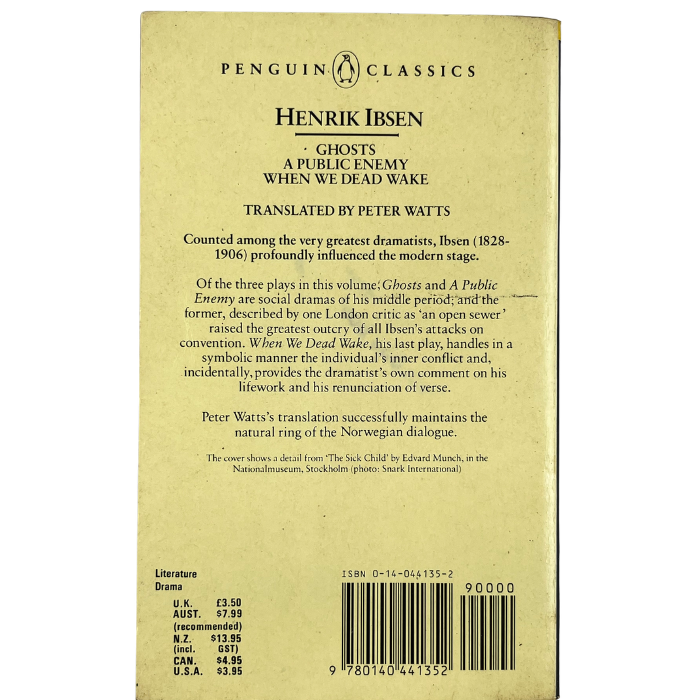 PENGUIN CLASSICS
HENRIK IBSEN
GHOSTS
A PUBLIC ENEMY
WHEN WE DEAD WAKE
TRANSLATED BY PETER WATTS
Counted among the very greatest dramatists, Ibsen (1828-
1906) profoundly influenced the modern stage.
Of the three plays in this volume, Ghosts and A Public
Enemy are social dramas of his middle period; and the
former, described by one London critic as 'an open sewer'
raised the greatest outcry of all Ibsen's attacks on
convention. When We Dead Wake, his last play, handles in a
symbolic manner the individual's inner conflict and,
incidentally, provides the dramatist's own comment on his
lifework and his renunciation of verse.
Peter Watts's translation successfully maintains the
natural ring of the Norwegian dialogue.
The cover shows a detail from 'The Sick Child' by Edvard Munch, in the
Nationalmuseum, Stockholm (photo: Snark International)
Literature
Drama
U.K. £3.50
AUST. $7.99
(recommended)
N.Z. $13.95
(incl. GST)
CAN. $4.95
U.S.A. $3.95
ISBN 0-14-044135-2
90000
9 780140 441352